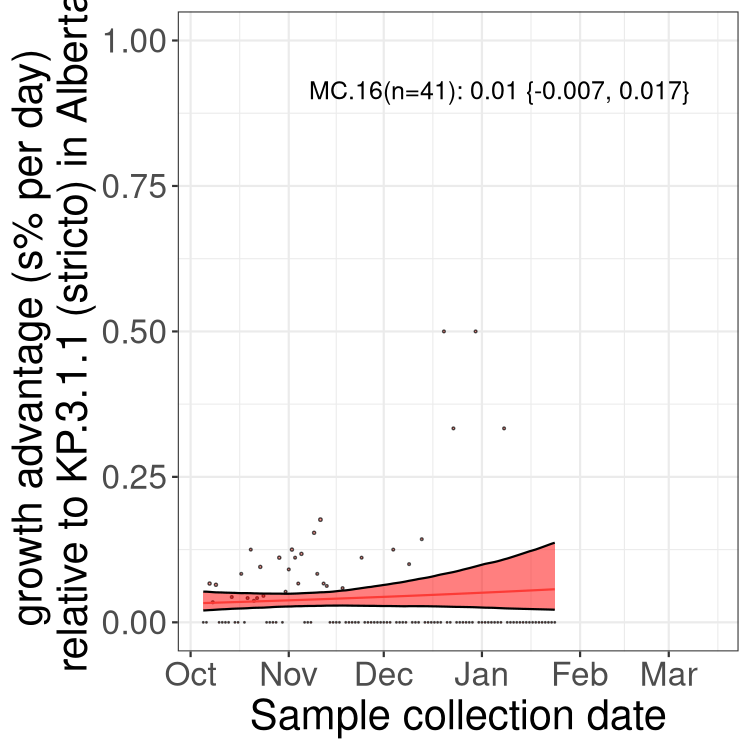 growth advantage (s% per day)
relative to KP.3.1.1 (stricto) in Alberta
1.00
0.75
0.50
0.25
0.00
MC.16(n=41): 0.01 {-0.007, 0.017}
Oct Nov Dec Jan Feb Mar
Sample collection date